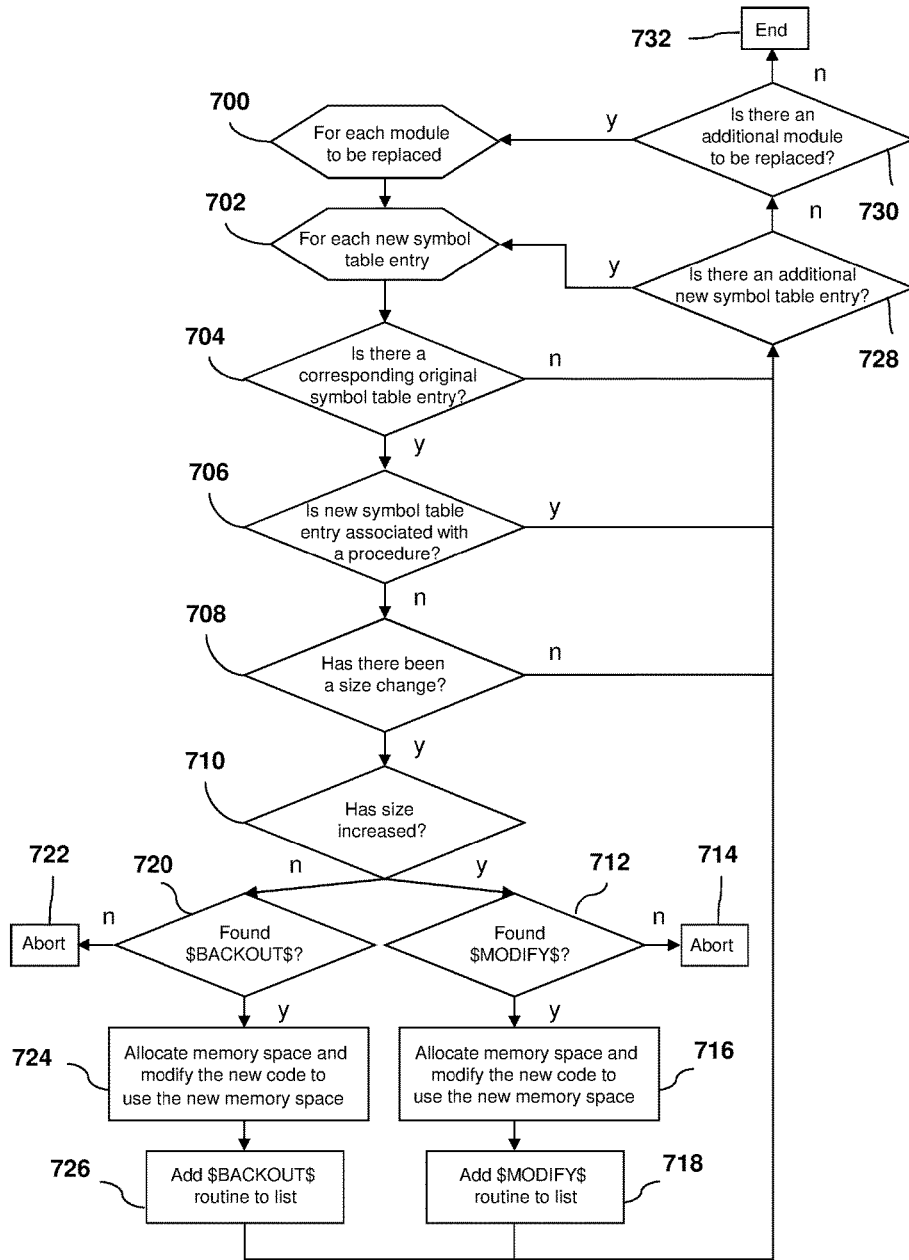 732
End
n
700
For each module
to be replaced
y
Is there an
additional module
to be replaced?
730
702
For each new symbol
table entry
n
y
Is there an additional
new symbol table entry?
728
704
Is there a
corresponding original
symbol table entry?
n
y
706
Is new symbol table
entry associated with
a procedure?
y
n
708
Has there been
a size change?
n
y
710
Has size
increased?
n
y
722
720
712
714
n
Abort
Found
$BACKOUT$?
Found
$MODIFY$?
n
Abort
y
y
724
Allocate memory space and
modify the new code to
use the new memory space
Allocate memory space and
modify the new code to
use the new memory space
716
726
Add $BACKOUT$
routine to list
Add $MODIFY$
routine to list
718